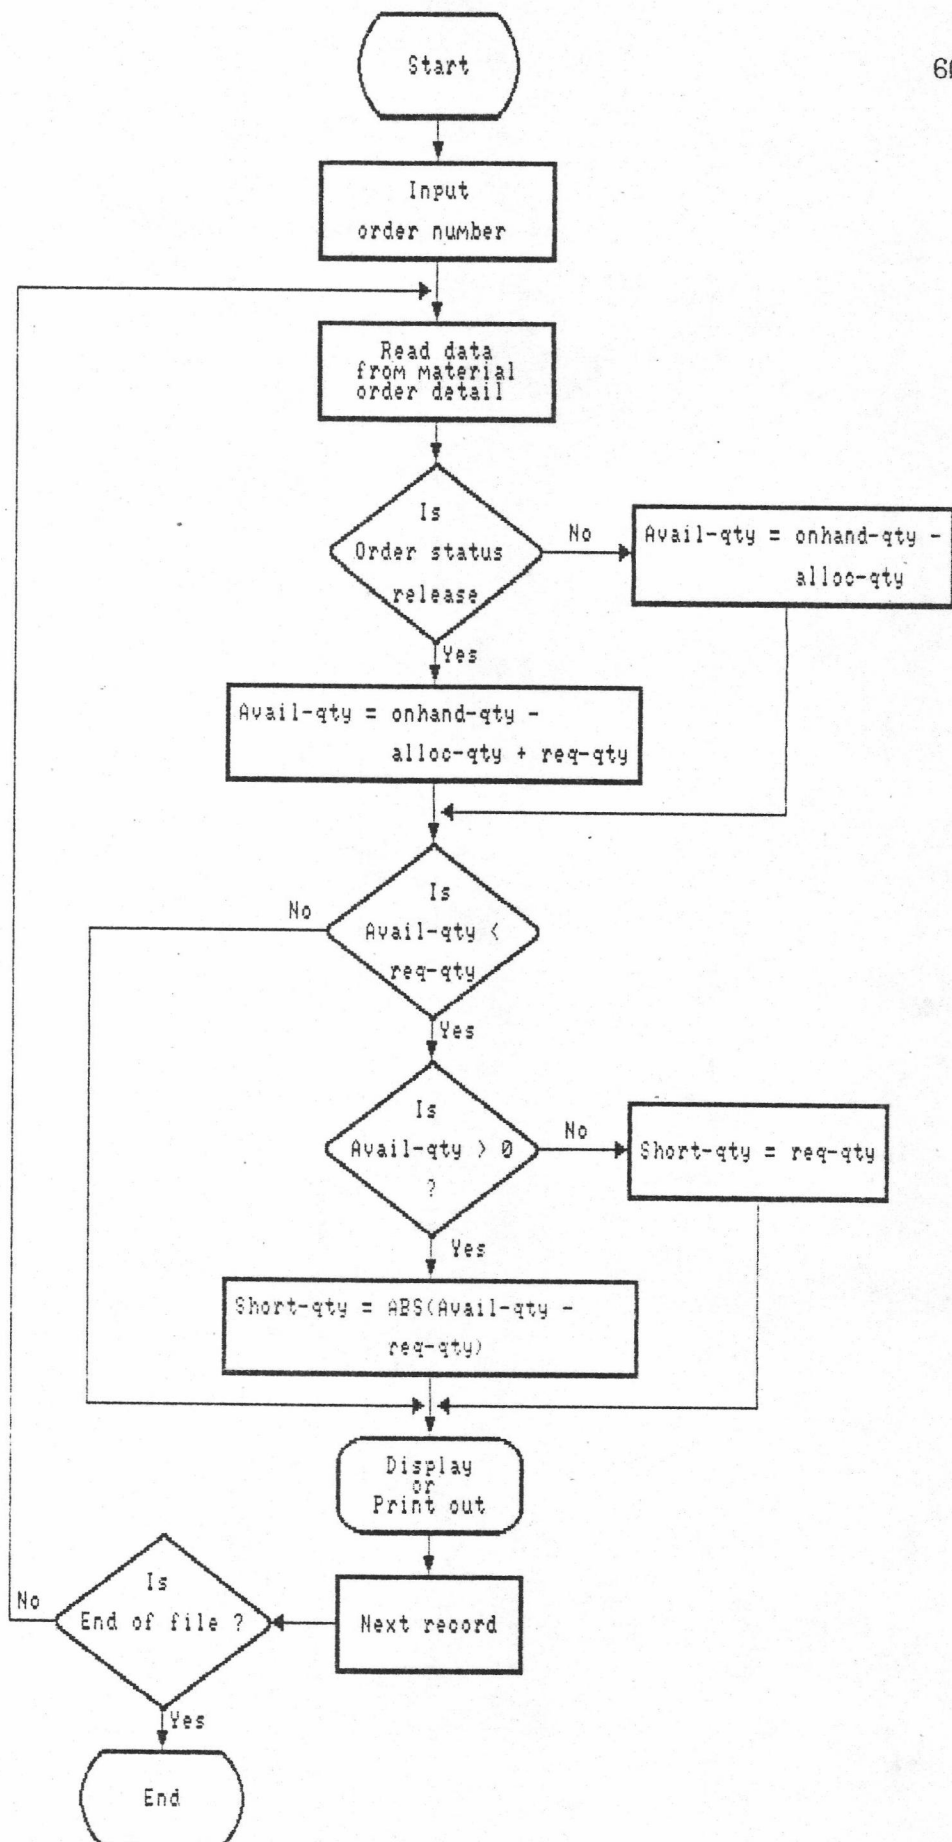 Start
Input
order number
Read data
from material
order detail
Is
Order status
release
No
Avail-qty = onhand-qty -
alloc-qty
Yes
Avail-qty = onhand-qty -
alloc-qty + req-qty
Is
Avail-qty <
req-qty
No
Yes
Is
Avail-qty > 0
?
No
Short-qty = req-qty
Yes
Short-qty = ABS(Avail-qty -
req-qty)
Display
or
Print out
Next record
Is
End of file ?
No
Yes
End